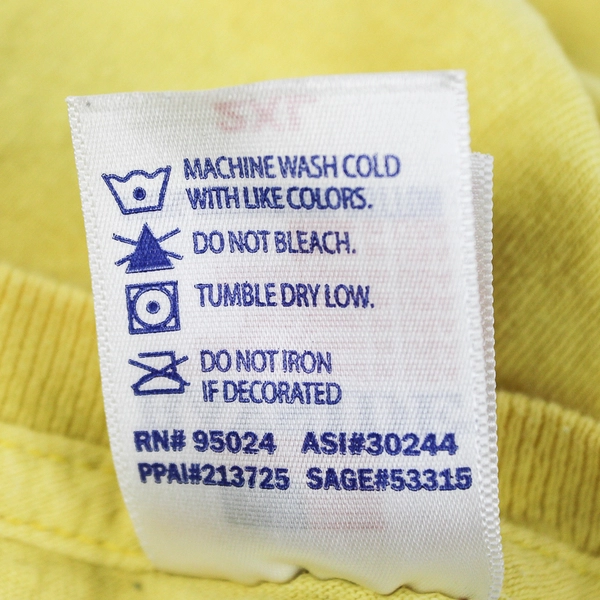 MACHINE WASH COLD
WITH LIKE COLORS.
DO NOT BLEACH.
TUMBLE DRY LOW.
DO NOT IRON
IF DECORATED
RN# 95024 ASI#30244
PPAI#213725 SAGE#53315